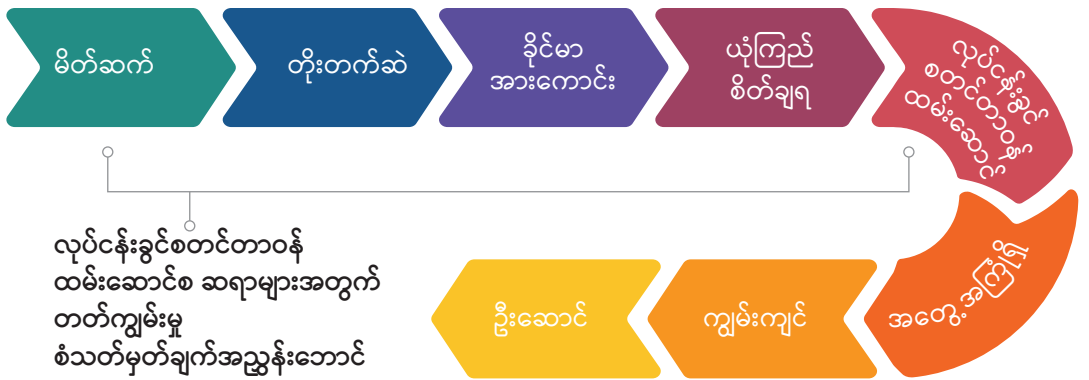 မိတ်ဆက်
တိုးတက်ဆဲ
ခိုင်မာ
အားကောင်း
ယုံကြည်
စိတ်ချရ
လုပ်ငန်းခွင်
စတင်တာဝန်
ထမ်းဆောင်
အတွေ့အကြုံရှိ
ကျွမ်းကျင်
ဦးဆောင်
လုပ်ငန်းခွင်စတင်တာဝန်
ထမ်းဆောင်စ ဆရာများအတွက်
တတ်ကျွမ်းမှု
စံသတ်မှတ်ချက်အညွှန်းဘောင်